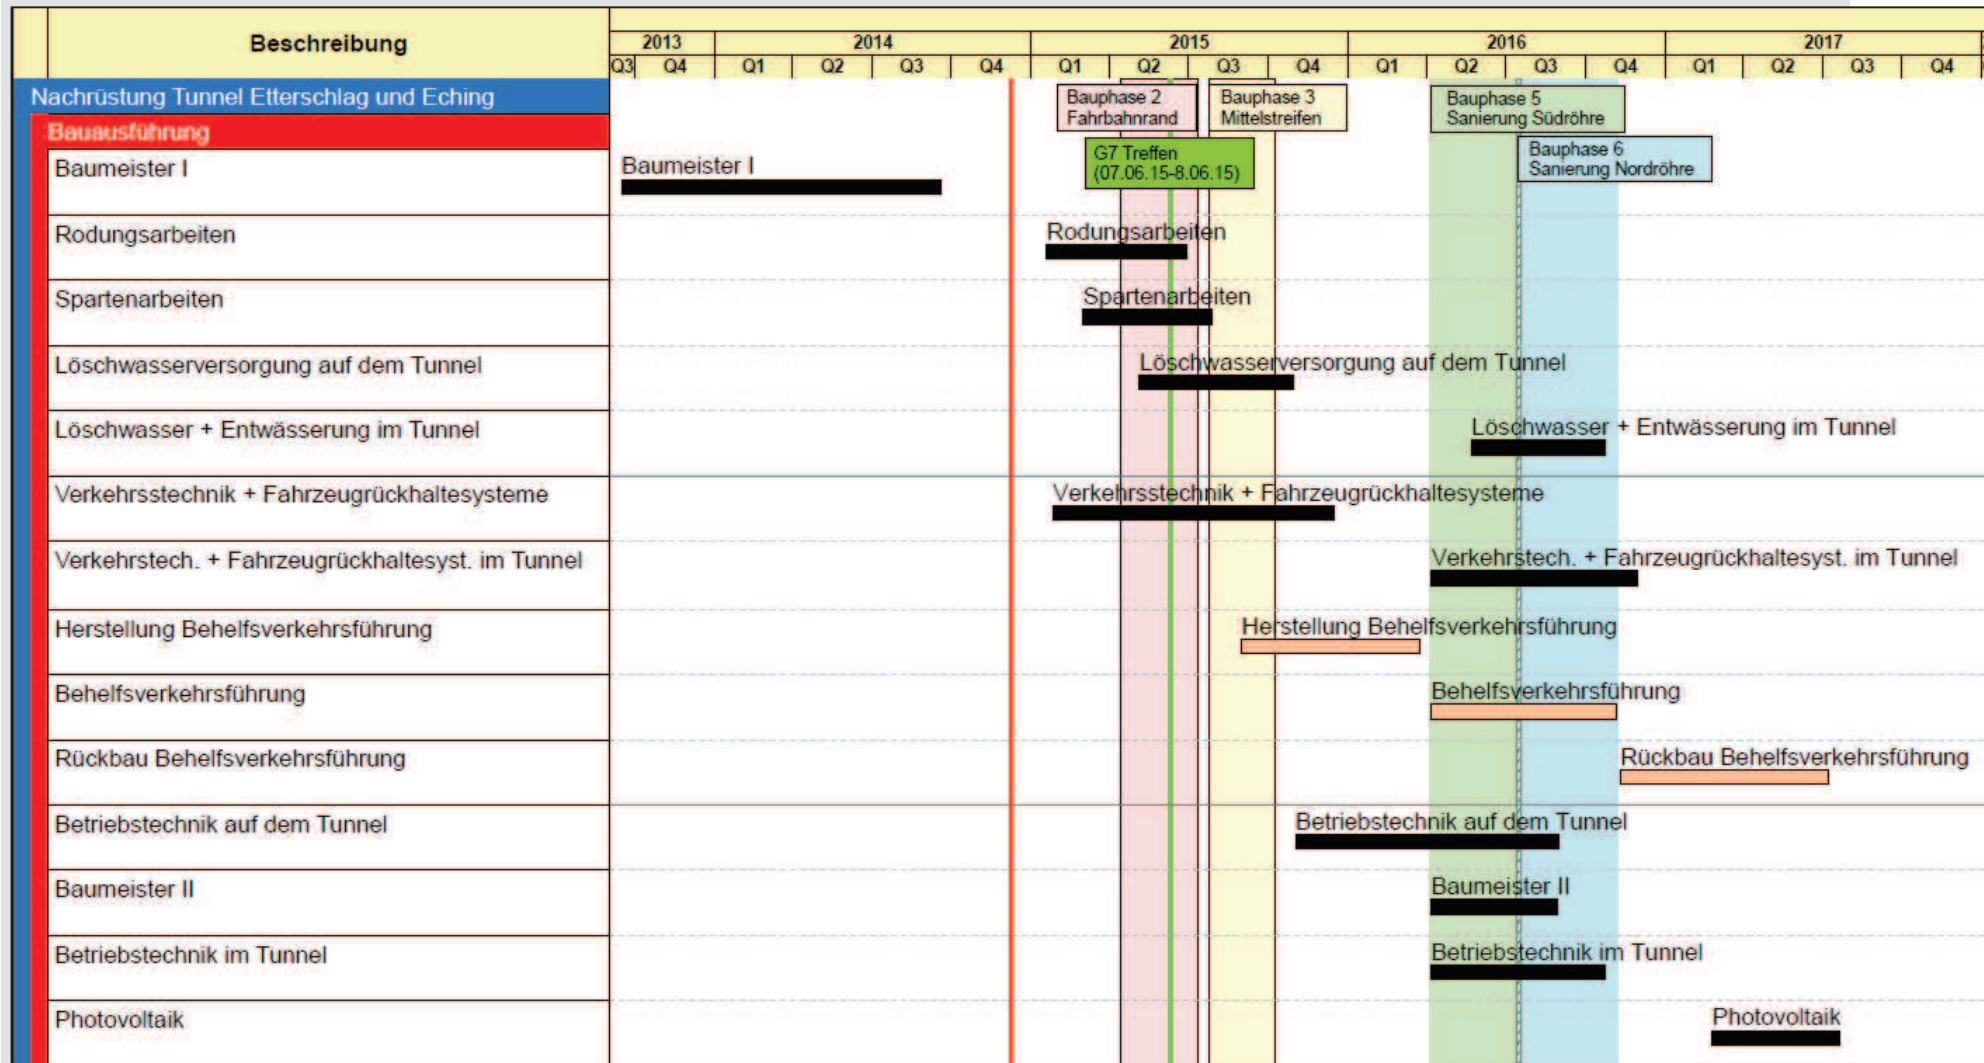 Beschreibung
2013 2014 2015 2016 2017
Q3 Q4 Q1 Q2 Q3 Q4 Q1 Q2 Q3 Q4 Q1 Q2 Q3 Q4 Q1 Q2 Q3 Q4
Nachrüstung Tunnel Etterschlag und Eching
Bauphase 2
Fahrbahnrand
Bauphase 3
Mittelstreifen
Bauphase 5
Sanierung Südröhre
Bauausführung
G7 Treffen
(07.06.15-8.06.15)
Bauphase 6
Sanierung Nordröhre
Baumeister I
Baumeister I
Rodungsarbeiten
Rodungsarbeiten
Spartenarbeiten
Spartenarbeiten
Löschwasserversorgung auf dem Tunnel
Löschwasserversorgung auf dem Tunnel
Löschwasser + Entwässerung im Tunnel
Löschwasser + Entwässerung im Tunnel
Verkehrsstechnik + Fahrzeugrückhaltesysteme
Verkehrsstechnik + Fahrzeugrückhaltesysteme
Verkehrstech. + Fahrzeugrückhaltesyst. im Tunnel
Verkehrstech. + Fahrzeugrückhaltesyst. im Tunnel
Herstellung Behelfsverkehrsführung
Herstellung Behelfsverkehrsführung
Behelfsverkehrsführung
Behelfsverkehrsführung
Rückbau Behelfsverkehrsführung
Rückbau Behelfsverkehrsführung
Betriebstechnik auf dem Tunnel
Betriebstechnik auf dem Tunnel
Baumeister II
Baumeister II
Betriebstechnik im Tunnel
Betriebstechnik im Tunnel
Photovoltaik
Photovoltaik